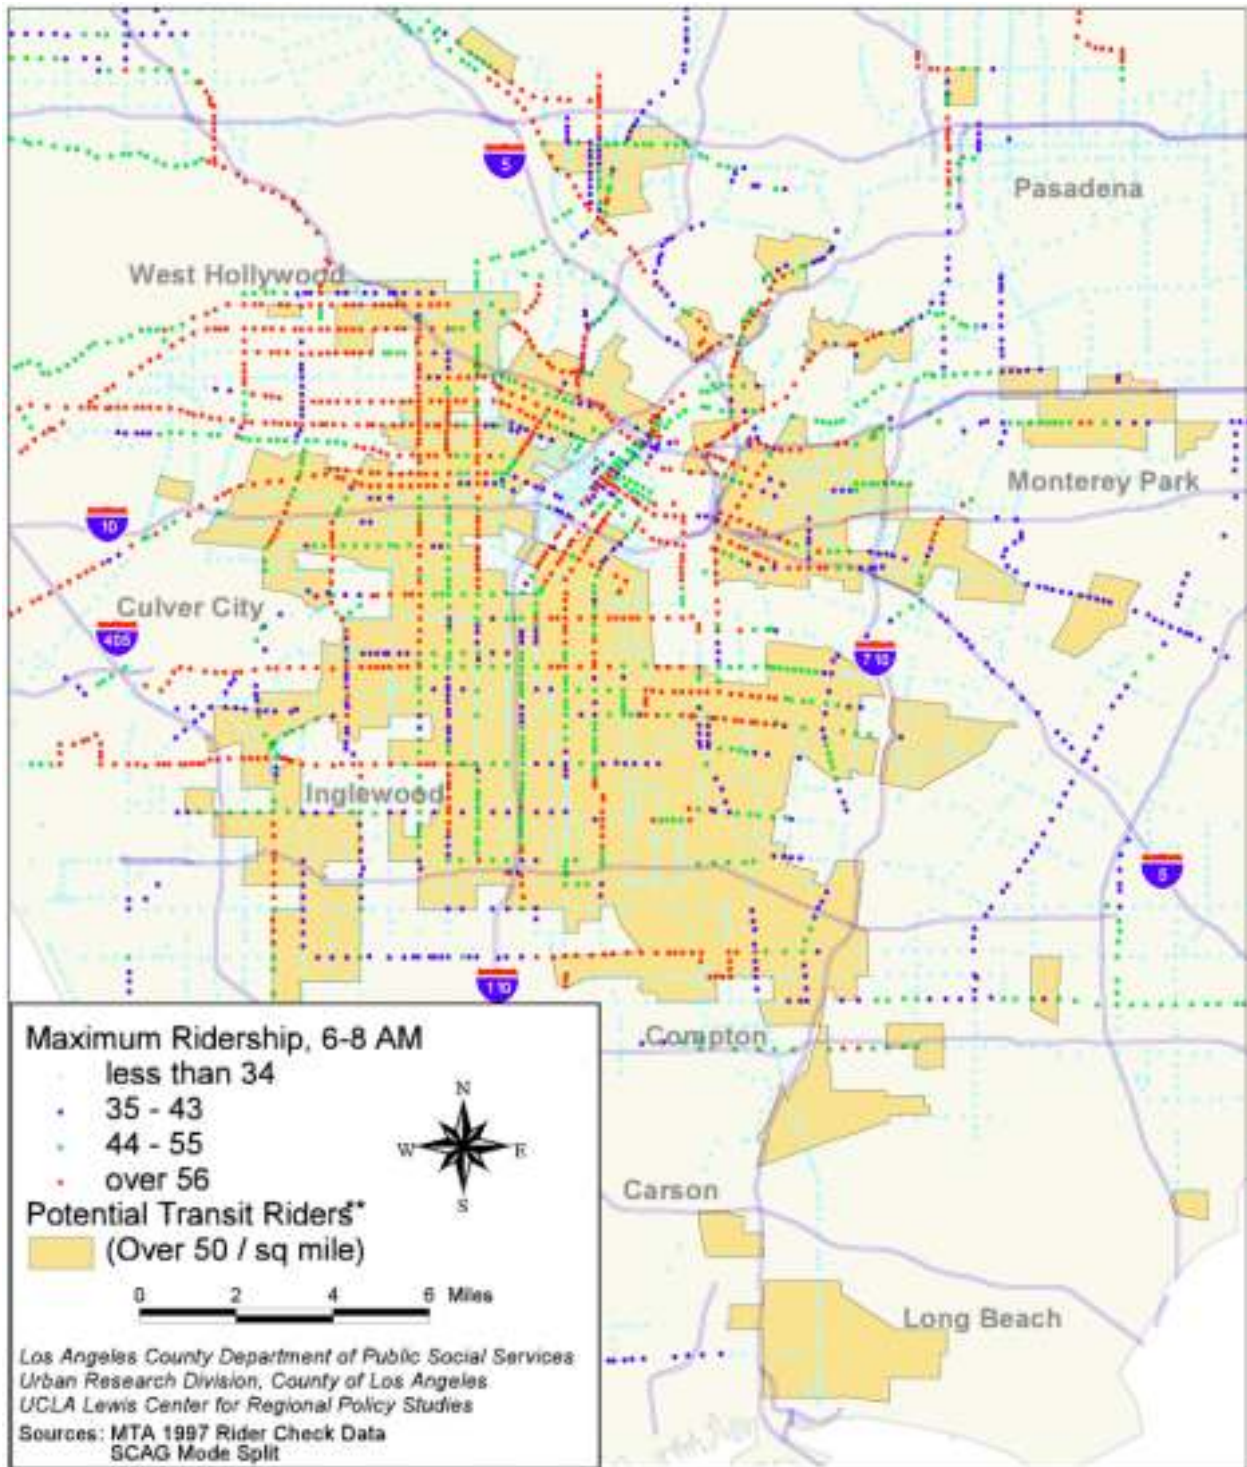 5
Pasadena
West Hollywood
Monterey Park
10
Culver City
405
710
Inglewood
5
110
Compton
Maximum Ridership, 6-8 AM
less than 34
35 - 43
44 - 55
over 56
Potential Transit Riders**
(Over 50 / sq mile)
N
W E
S
0 2 4 6 Miles
Carson
Long Beach
Los Angeles County Department of Public Social Services
Urban Research Division, County of Los Angeles
UCLA Lewis Center for Regional Policy Studies
Sources: MTA 1997 Rider Check Data
SCAG Mode Split